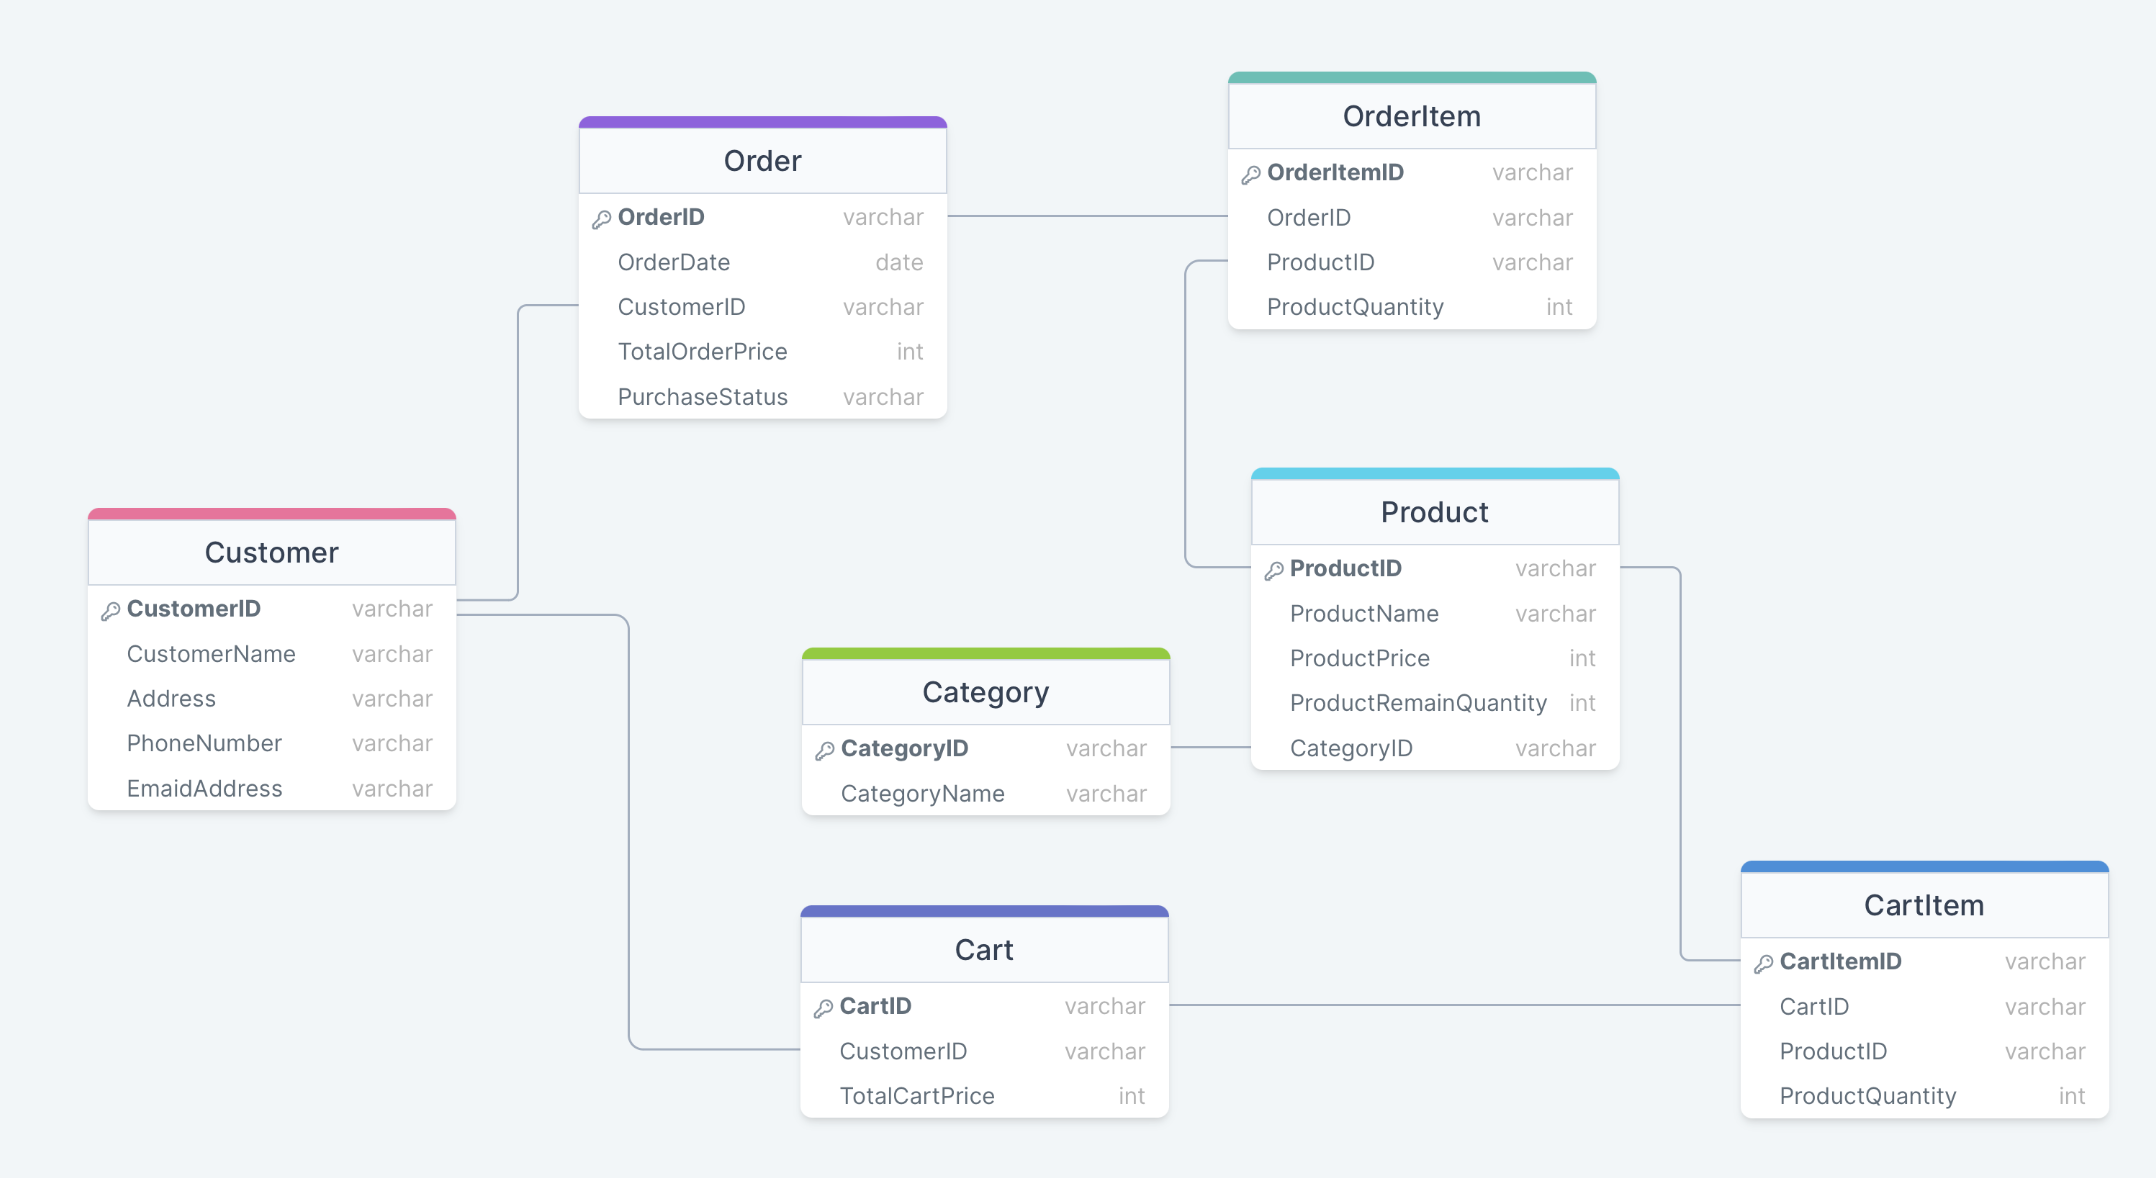 Order
OrderID varchar
OrderDate date
CustomerID varchar
TotalOrderPrice int
PurchaseStatus varchar
OrderItem
OrderItemID varchar
OrderID varchar
ProductID varchar
ProductQuantity int
Customer
CustomerID varchar
CustomerName varchar
Address varchar
PhoneNumber varchar
EmaidAddress varchar
Product
ProductID varchar
ProductName varchar
ProductPrice int
ProductRemainQuantity int
CategoryID varchar
Category
CategoryID varchar
CategoryName varchar
Cart
CartID varchar
CustomerID varchar
TotalCartPrice int
CartItem
CartItemID varchar
CartID varchar
ProductID varchar
ProductQuantity int